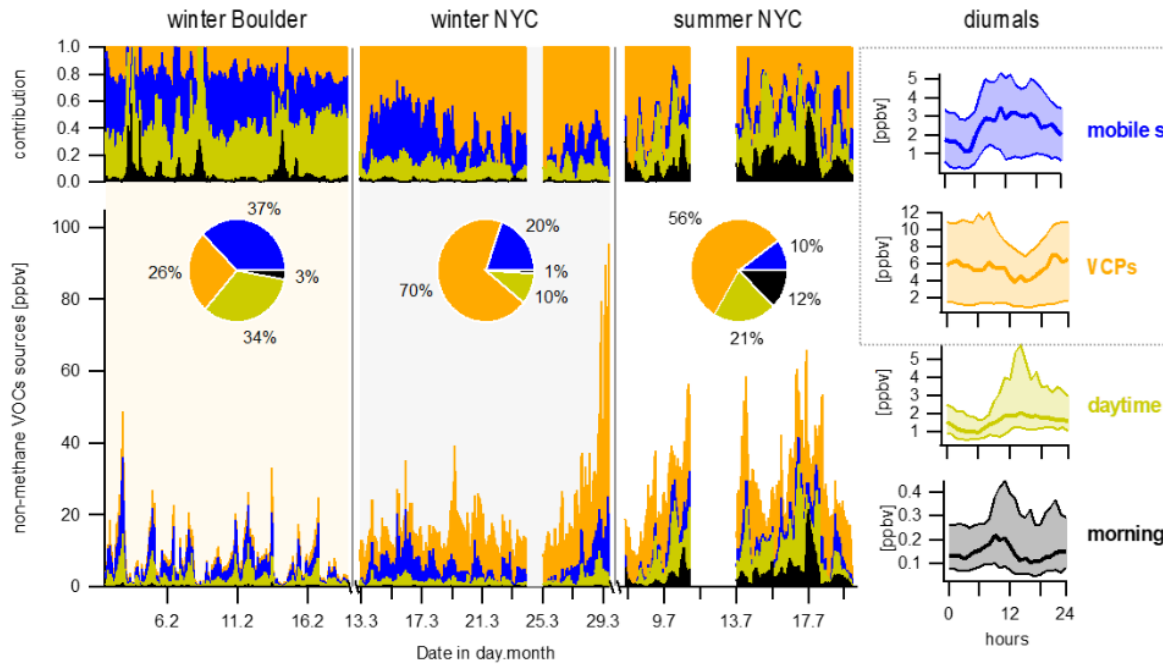 winter Boulder winter NYC summer NYC diurnals
contribution
1.0
0.8
0.6
0.4
0.2
0.0
non-methane VOCs sources [ppbv]
100
80
60
40
20
0
37%
26%
3%
34%
20%
1%
70%
10%
56%
10%
12%
21%
6.2 11.2 16.2 13.3 17.3 21.3 25.3 29.3 9.7 13.7 17.7
Date in day.month
[ppbv]
5
4
3
2
1
mobile s
[ppbv]
12
10
8
6
4
2
VCPs
[ppbv]
5
4
3
2
1
daytime
[ppbv]
0.4
0.3
0.2
0.1
morning
0 12 24
hours